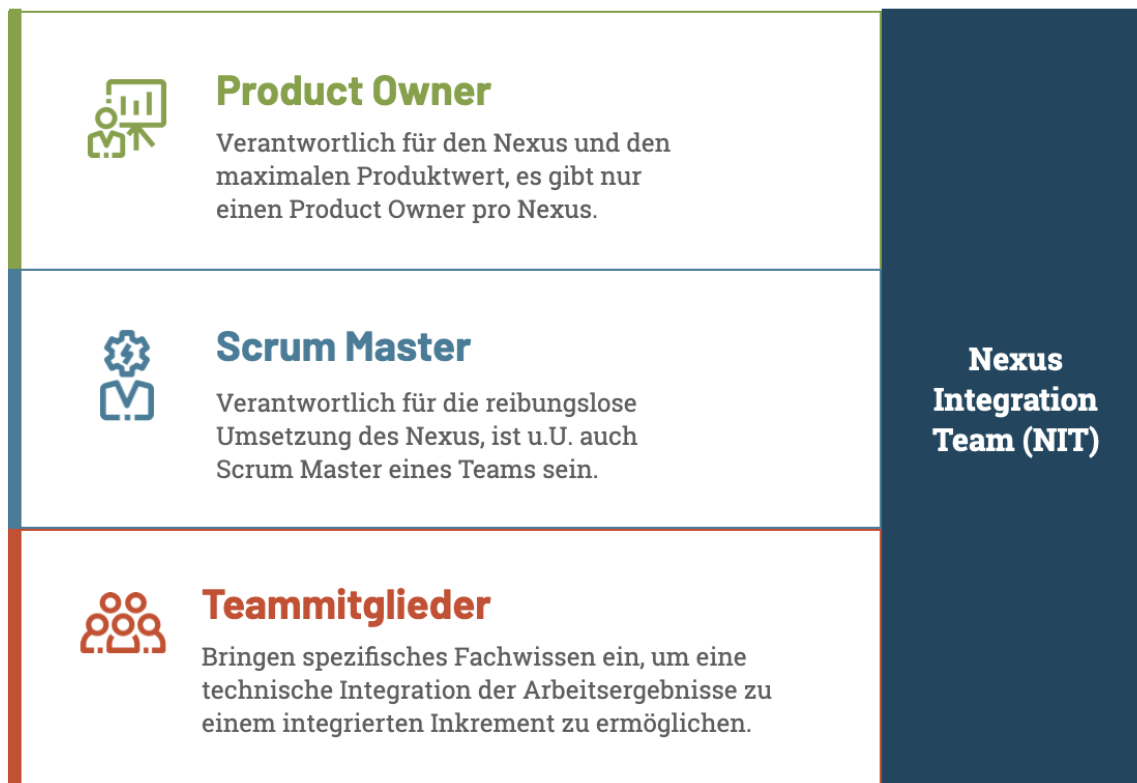 Product Owner
Verantwortlich für den Nexus und den
maximalen Produktwert, es gibt nur
einen Product Owner pro Nexus.
Scrum Master
Verantwortlich für die reibungslose
Umsetzung des Nexus, ist u.U. auch
Scrum Master eines Teams sein.
Teammitglieder
Bringen spezifisches Fachwissen ein, um eine
technische Integration der Arbeitsergebnisse zu
einem integrierten Inkrement zu ermöglichen.
Nexus
Integration
Team (NIT)